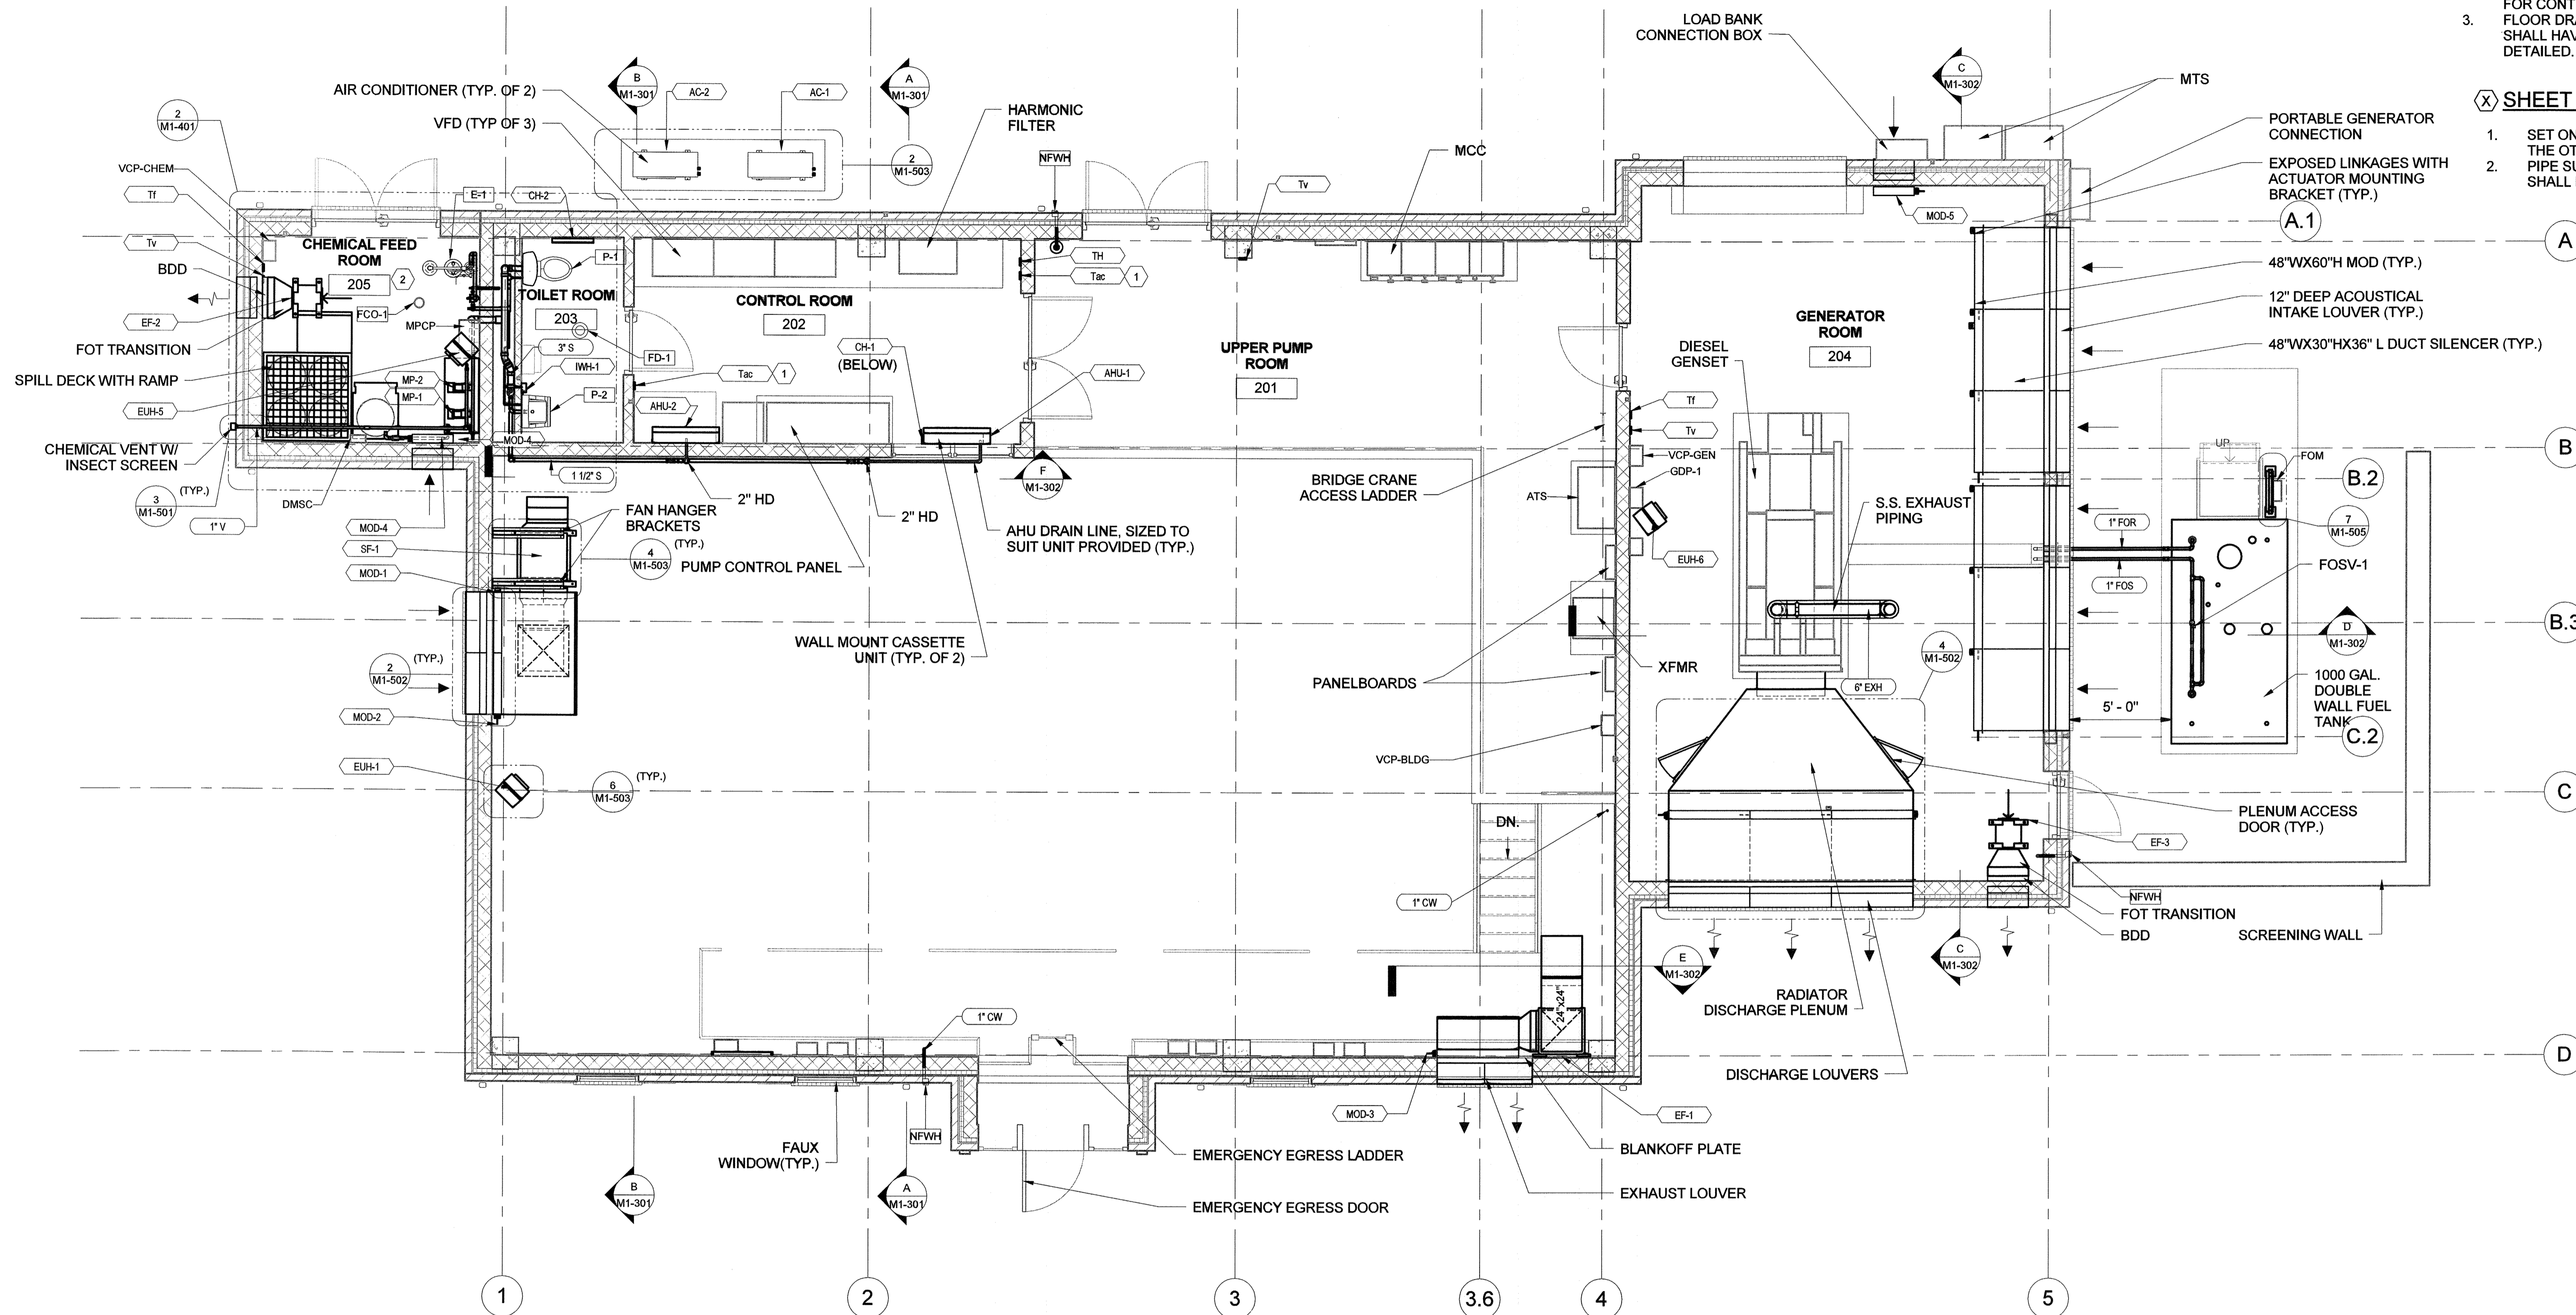 LOAD BANK
CONNECTION BOX
C
M1-302
MTS
FOR CONT
3. FLOOR DRA
SHALL HAV
DETAILED.
X SHEET
1. SET ON
THE OT
2. PIPE SU
SHALL
B
M1-301
AC-2
AC-1
A
M1-301
AIR CONDITIONER (TYP. OF 2)
VFD (TYP OF 3)
HARMONIC
FILTER
2
M1-401
2
M1-503
NFWH
MCC
Tv
PORTABLE GENERATOR
CONNECTION
EXPOSED LINKAGES WITH
ACTUATOR MOUNTING
BRACKET (TYP.)
MOD-5
A.1
A
VCP-CHEM
Tf
Tv
BDD
E-1
CH-2
CHEMICAL FEED
ROOM
205
2
P-1
TOILET ROOM
203
CONTROL ROOM
202
TH
Tac
1
48"WX60"H MOD (TYP.)
12" DEEP ACOUSTICAL
INTAKE LOUVER (TYP.)
48"WX30"HX36" L DUCT SILENCER (TYP.)
EF-2
FCO-1
MPCP
FOT TRANSITION
SPILL DECK WITH RAMP
EUH-5
MP-2
MP-1
3" S
IWH-1
FD-1
P-2
Tac
1
AHU-2
CH-1
(BELOW)
AHU-1
UPPER PUMP
ROOM
201
DIESEL
GENSET
GENERATOR
ROOM
204
Tf
Tv
VCP-GEN
GDP-1
CHEMICAL VENT W/
INSECT SCREEN
MOD-4
3
M1-501
(TYP.)
1" V
DMSC
MOD-4
1 1/2" S
2" HD
2" HD
F
M1-302
AHU DRAIN LINE, SIZED TO
SUIT UNIT PROVIDED (TYP.)
BRIDGE CRANE
ACCESS LADDER
ATS
UP
FOM
B
B.2
7
M1-505
SF-1
MOD-1
FAN HANGER
BRACKETS
4
M1-503
(TYP.)
PUMP CONTROL PANEL
EUH-6
S.S. EXHAUST
PIPING
1" FOR
1" FOS
FOSV-1
WALL MOUNT CASSETTE
UNIT (TYP. OF 2)
XFMR
PANELBOARDS
6" EXH
4
M1-502
D
M1-302
B.3
2
M1-502
(TYP.)
MOD-2
5' - 0"
1000 GAL.
DOUBLE
WALL FUEL
TANK
C.2
EUH-1
6
M1-503
(TYP.)
VCP-BLDG
C
DN.
1" CW
PLENUM ACCESS
DOOR (TYP.)
EF-3
NFWH
FOT TRANSITION
BDD
SCREENING WALL
E
M1-302
C
M1-302
RADIATOR
DISCHARGE PLENUM
24"x24"
1" CW
D
DISCHARGE LOUVERS
MOD-3
EF-1
BLANKOFF PLATE
EXHAUST LOUVER
NFWH
FAUX
WINDOW(TYP.)
EMERGENCY EGRESS LADDER
EMERGENCY EGRESS DOOR
B
M1-301
A
M1-301
1
2
3
3.6
4
5